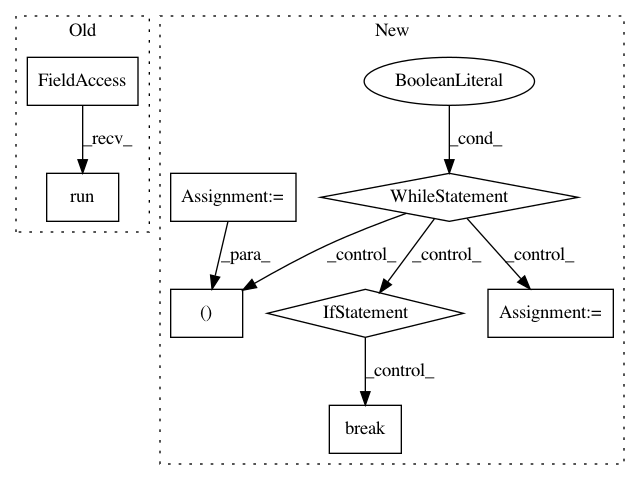 Old
New
FieldAccess
BooleanLiteral
_recv_
_cond_
run
Assignment:=
WhileStatement
_para_
_control_
_control_
_control_
()
IfStatement
Assignment:=
_control_
break